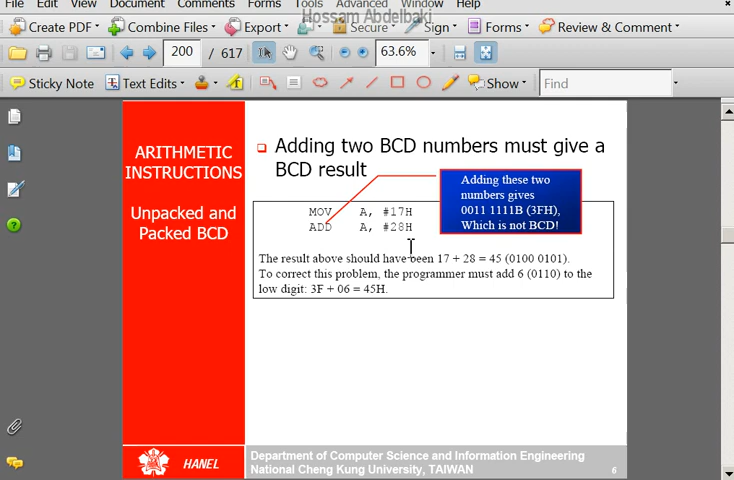 File Edit View Document Comments Forms Tools Advanced Window Help
Hossam Abdelbaki
Create PDF Combine Files Export Secure Sign Forms Review & Comment
200 / 617 63.6%
Sticky Note Text Edits Show Find
ARITHMETIC
INSTRUCTIONS
Unpacked and
Packed BCD
Adding two BCD numbers must give a
BCD result
Adding these two
numbers gives
0011 1111B (3FH),
Which is not BCD!
MOV A, #17H
ADD A, #28H
The result above should have been 17 + 28 = 45 (0100 0101).
To correct this problem, the programmer must add 6 (0110) to the
low digit: 3F + 06 = 45H.
HANEL
Department of Computer Science and Information Engineering
National Cheng Kung University, TAIWAN
6